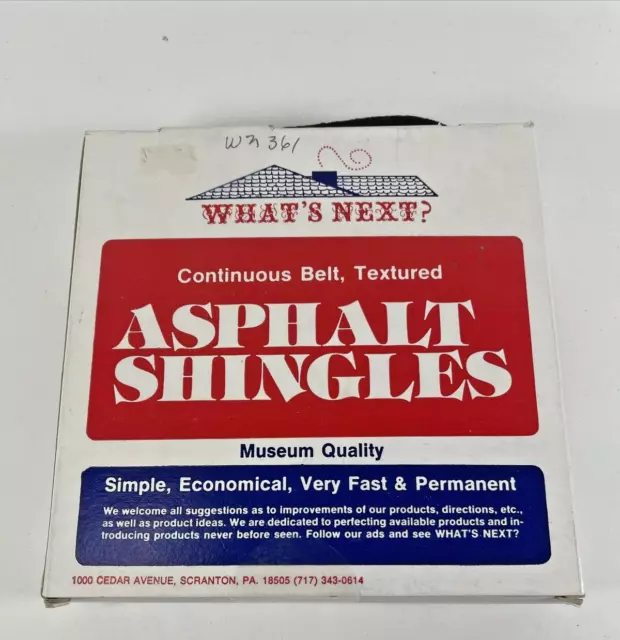 WN 361
WHAT'S NEXT?
Continuous Belt, Textured
ASPHALT
SHINGLES
Museum Quality
Simple, Economical, Very Fast & Permanent
We welcome all suggestions as to improvements of our products, directions, etc.,
as well as product ideas. We are dedicated to perfecting available products and in-
troducing products never before seen. Follow our ads and see WHAT'S NEXT?
1000 CEDAR AVENUE, SCRANTON, PA. 18505 (717) 343-0614